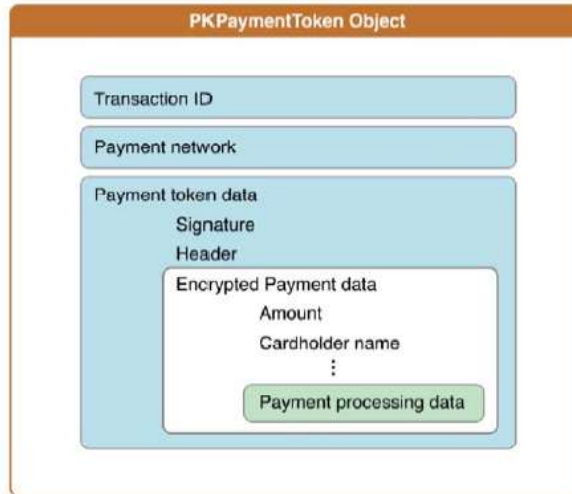 PKPaymentToken Object
Transaction ID
Payment network
Payment token data
Signature
Header
Encrypted Payment data
Amount
Cardholder name
⋮
Payment processing data